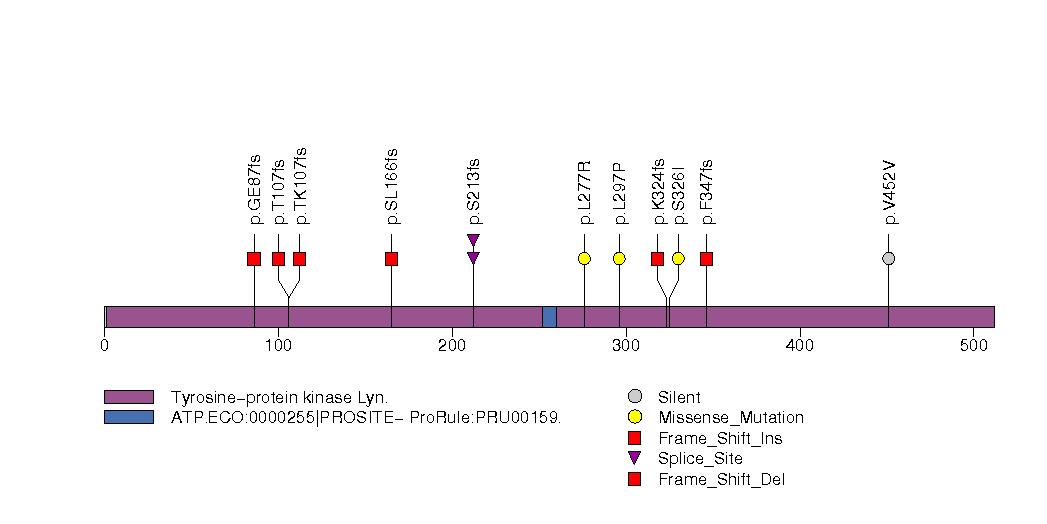 p.GE87fs
p.T107fs
p.TK107fs
p.SL166fs
p.S213fs
p.L277R
p.L297P
p.K324fs
p.S326I
p.F347fs
p.V452V
0 100 200 300 400 500
Tyrosine-protein kinase Lyn.
ATP.ECO:0000255|PROSITE- ProRule:PRU00159.
Silent
Missense_Mutation
Frame_Shift_Ins
Splice_Site
Frame_Shift_Del